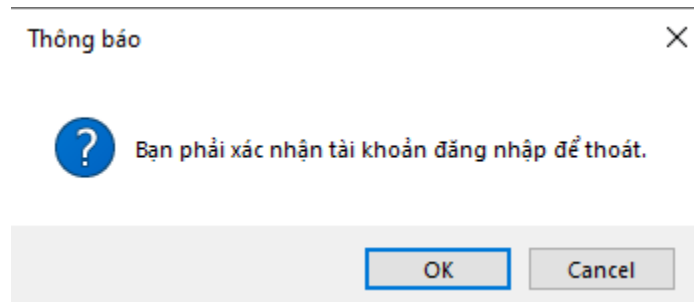 Thông báo
Bạn phải xác nhận tài khoản đăng nhập để thoát.
OK
Cancel